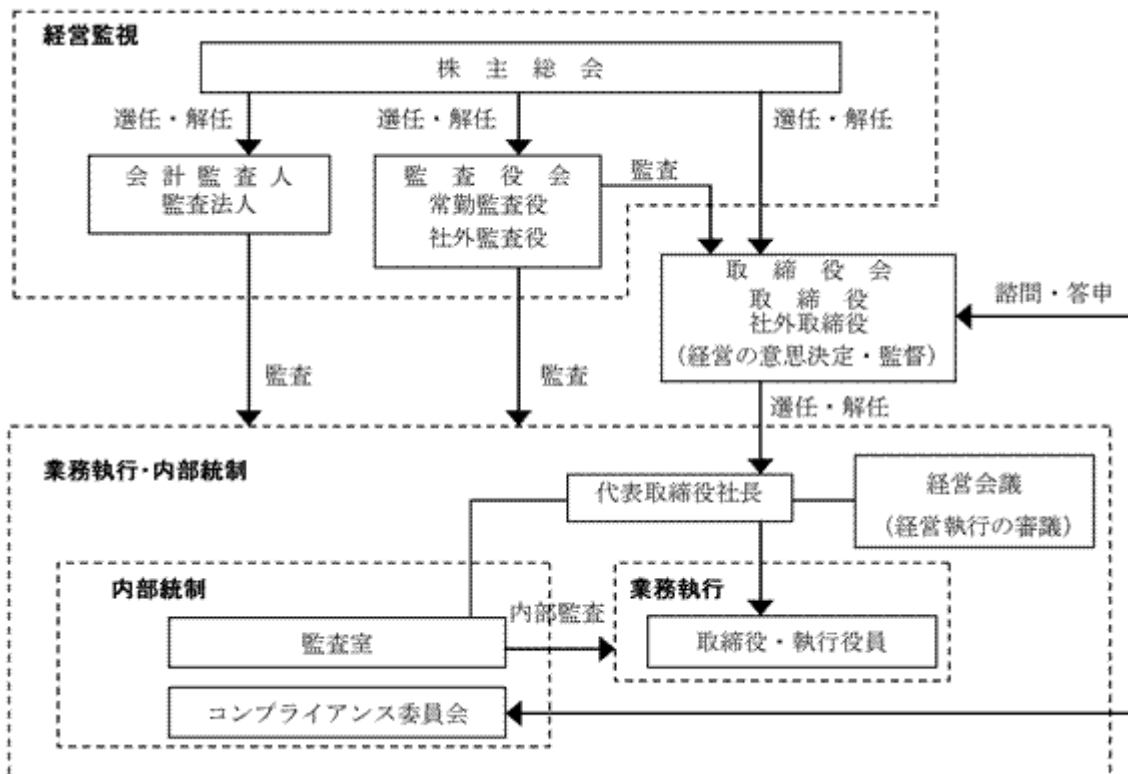 経営監視
株主総会
選任・解任
選任・解任
選任・解任
会計監査人
監査法人
監査役会
常勤監査役
社外監査役
監査
取締役会
取締役
社外取締役
(経営の意思決定・監督)
諮問・答申
監査
監査
選任・解任
業務執行・内部統制
代表取締役社長
経営会議
(経営執行の審議)
内部統制
業務執行
内部監査
監査室
取締役・執行役員
コンプライアンス委員会